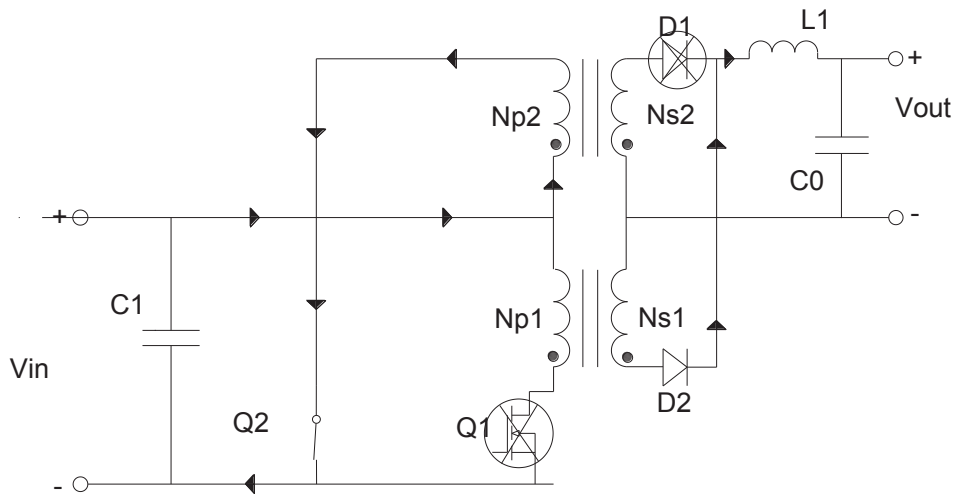 L1
D1
+
Np2
Ns2
Vout
C0
+
-
C1
Np1
Ns1
Vin
D2
Q2
Q1
-